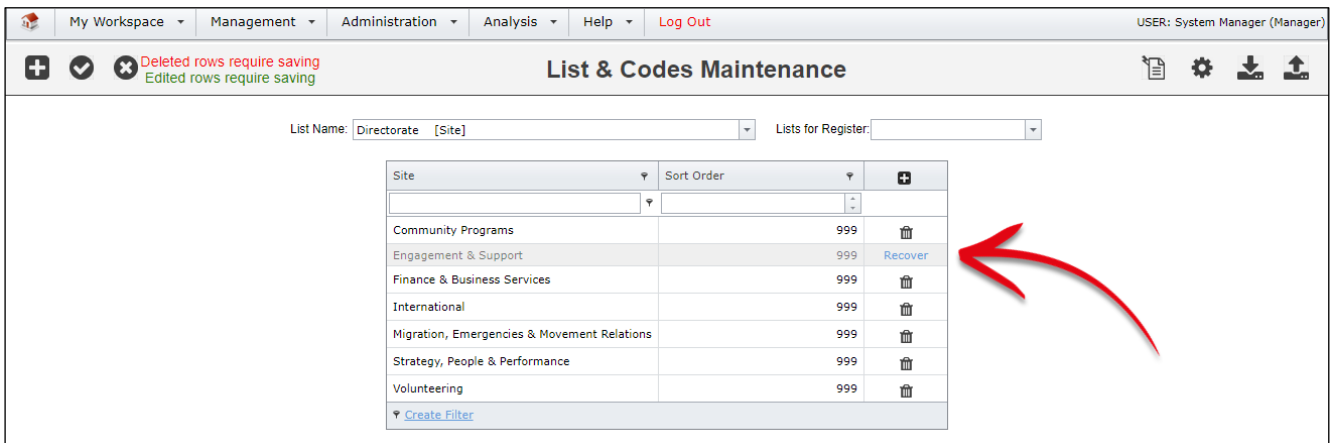 My Workspace Management Administration Analysis Help Log Out USER: System Manager (Manager)
Deleted rows require saving
Edited rows require saving
List & Codes Maintenance
List Name: Directorate [Site] Lists for Register:
Site Sort Order
Community Programs 999
Engagement & Support 999 Recover
Finance & Business Services 999
International 999
Migration, Emergencies & Movement Relations 999
Strategy, People & Performance 999
Volunteering 999
Create Filter